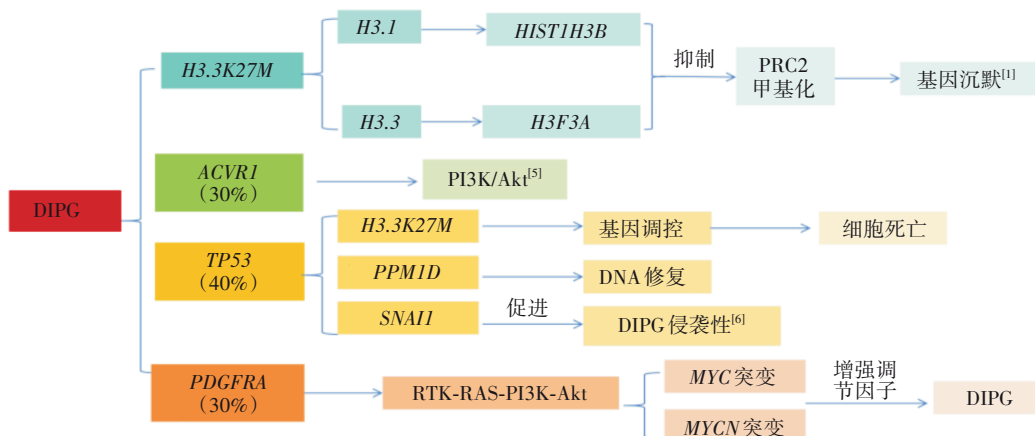 DIPG
H3.3K27M
H3.1
HIST1H3B
H3.3
H3F3A
抑制
PRC2
甲基化
基因沉默[1]
ACVR1
（30%）
PI3K/Akt[5]
TP53
（40%）
H3.3K27M
基因调控
细胞死亡
PPM1D
DNA 修复
SNAI1
促进
DIPG 侵袭性[6]
PDGFRA
（30%）
RTK-RAS-PI3K-Akt
MYC 突变
MYCN 突变
增强调
节因子
DIPG